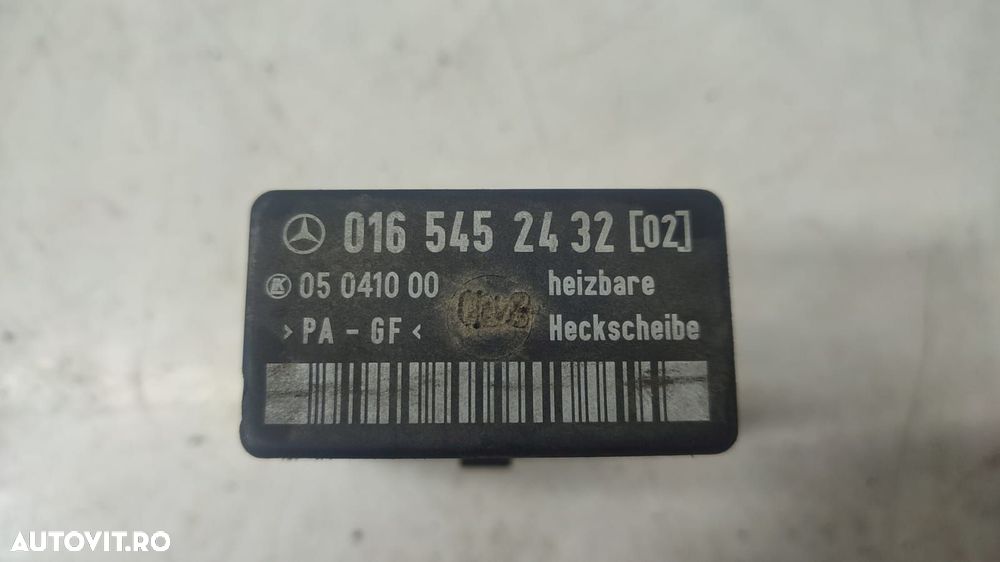 016 545 24 32 [02]
05 0410 00 heizbare
>PA - GF< Heckscheibe
AUTOVIT.RO